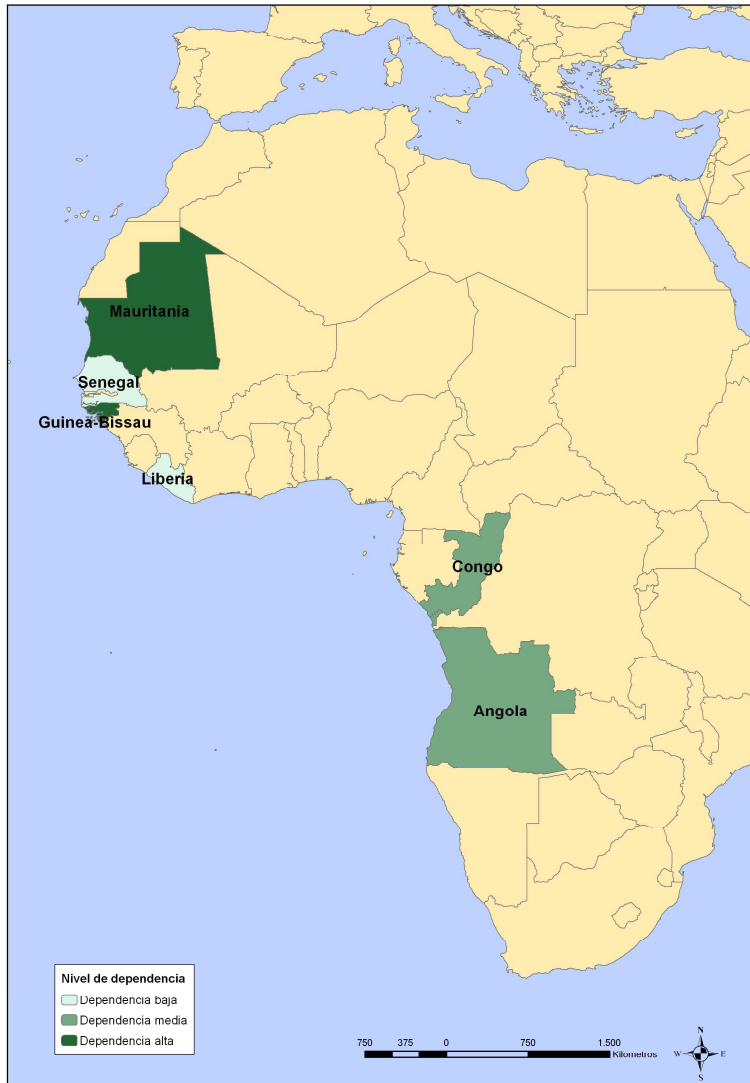 Mauritania
Senegal
Guinea-Bissau
Liberia
Congo
Angola
Nivel de dependencia
Dependencia baja
Dependencia media
Dependencia alta
750 375 0 750 1.500
Kilometros
N
W E
S